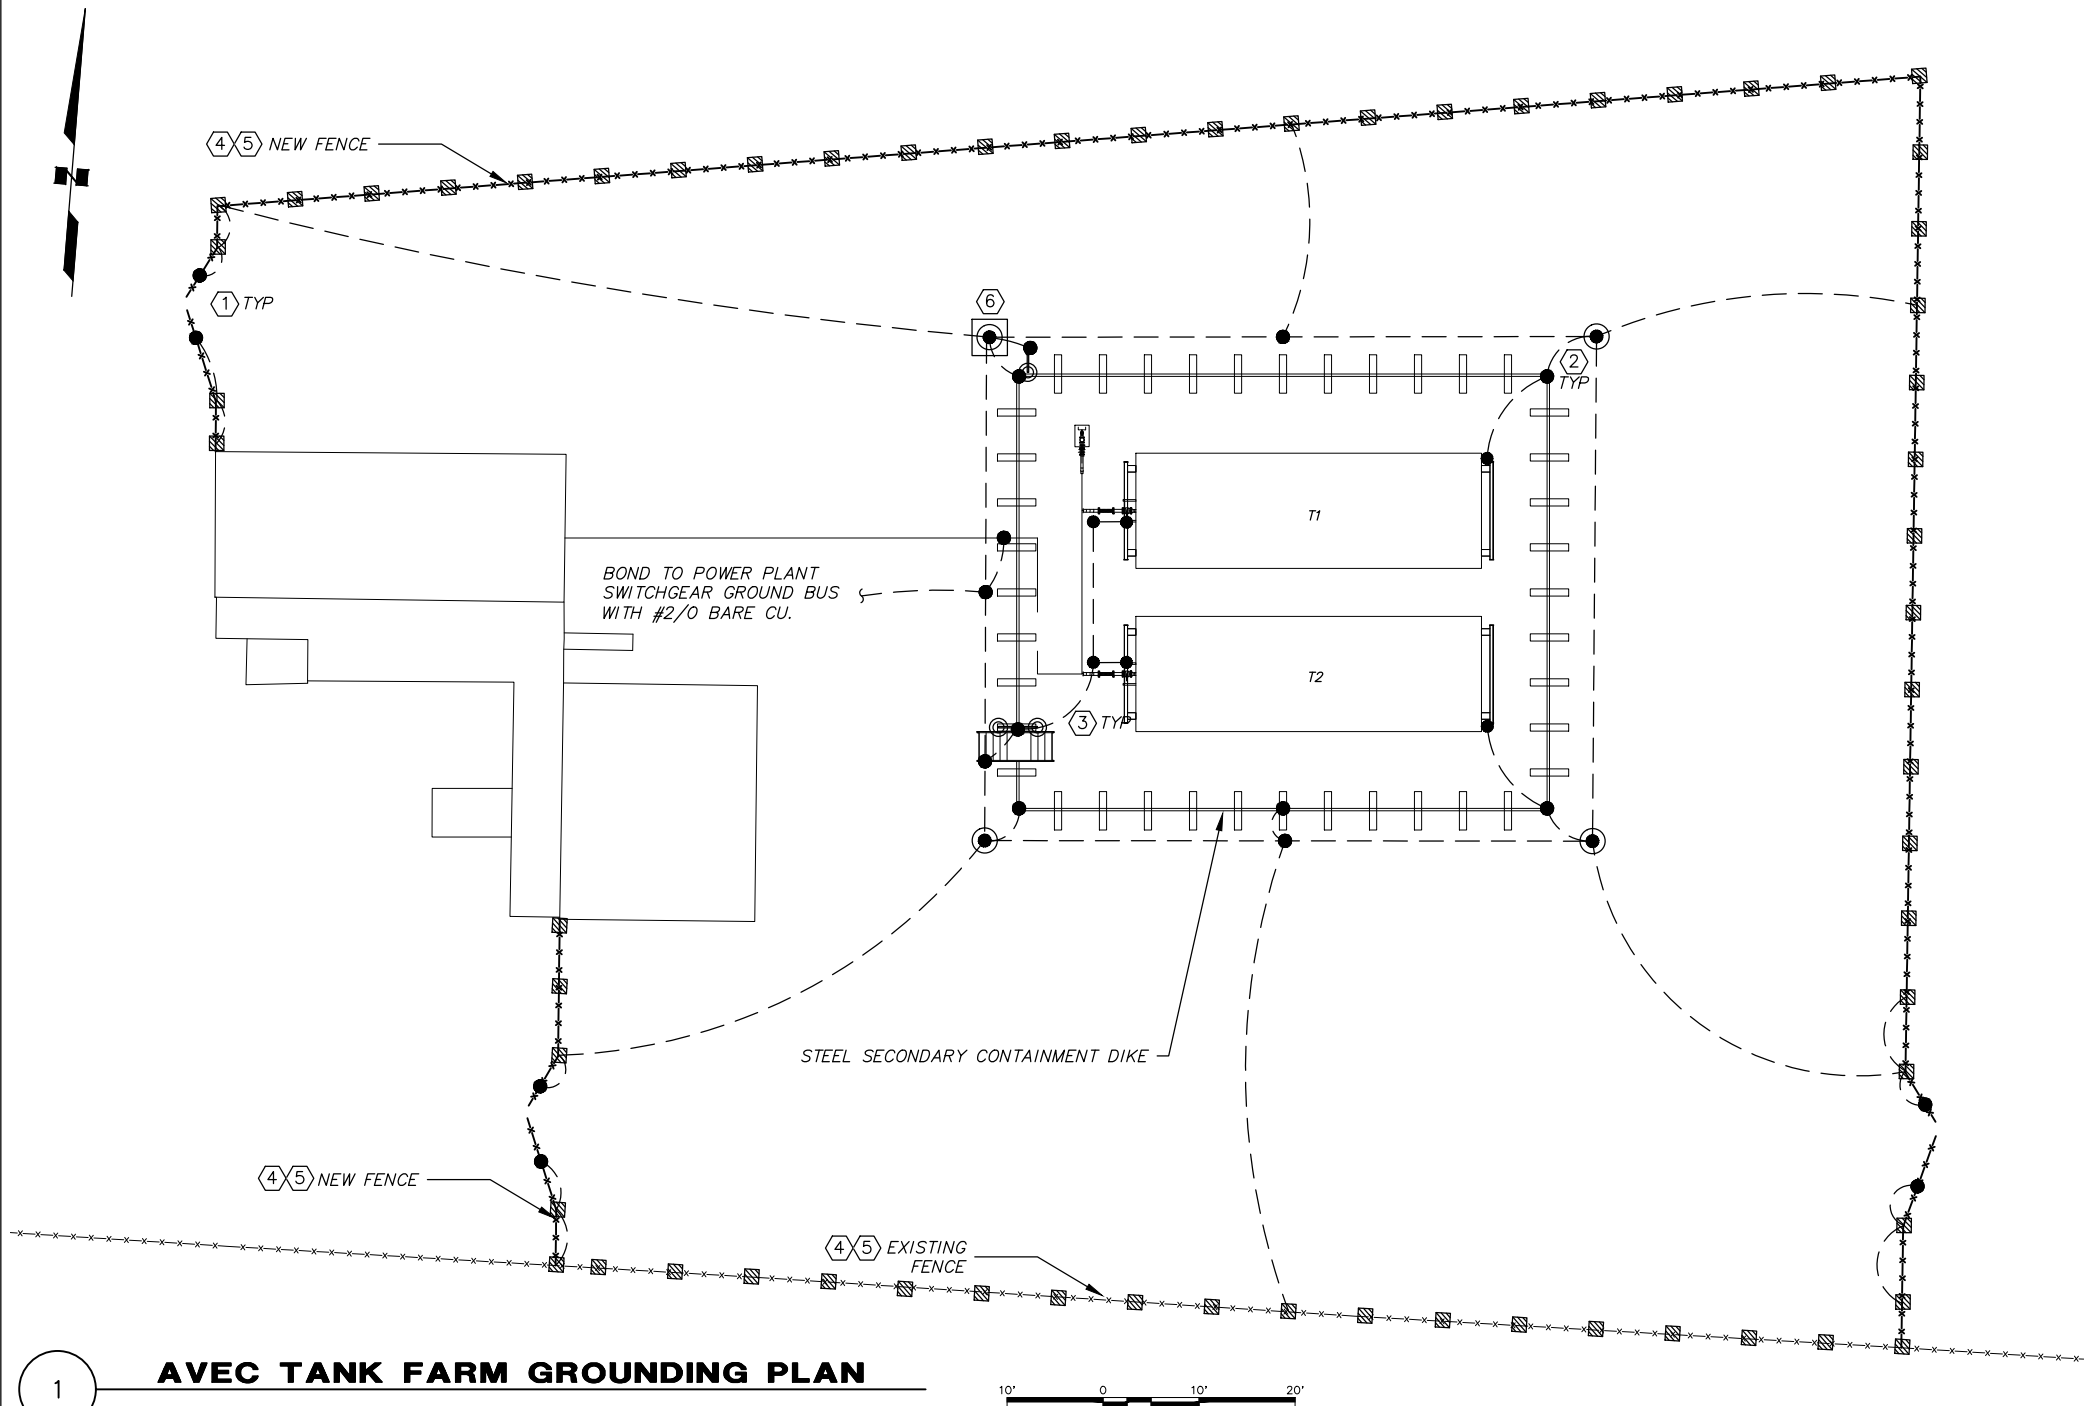 4 5 NEW FENCE
1 TYP
6
2
TYP
T1
BOND TO POWER PLANT
SWITCHGEAR GROUND BUS
WITH #2/0 BARE CU.
T2
3 TYP
STEEL SECONDARY CONTAINMENT DIKE
4 5 NEW FENCE
4 5 EXISTING
FENCE
1 AVEC TANK FARM GROUNDING PLAN
10' 0 10' 20'